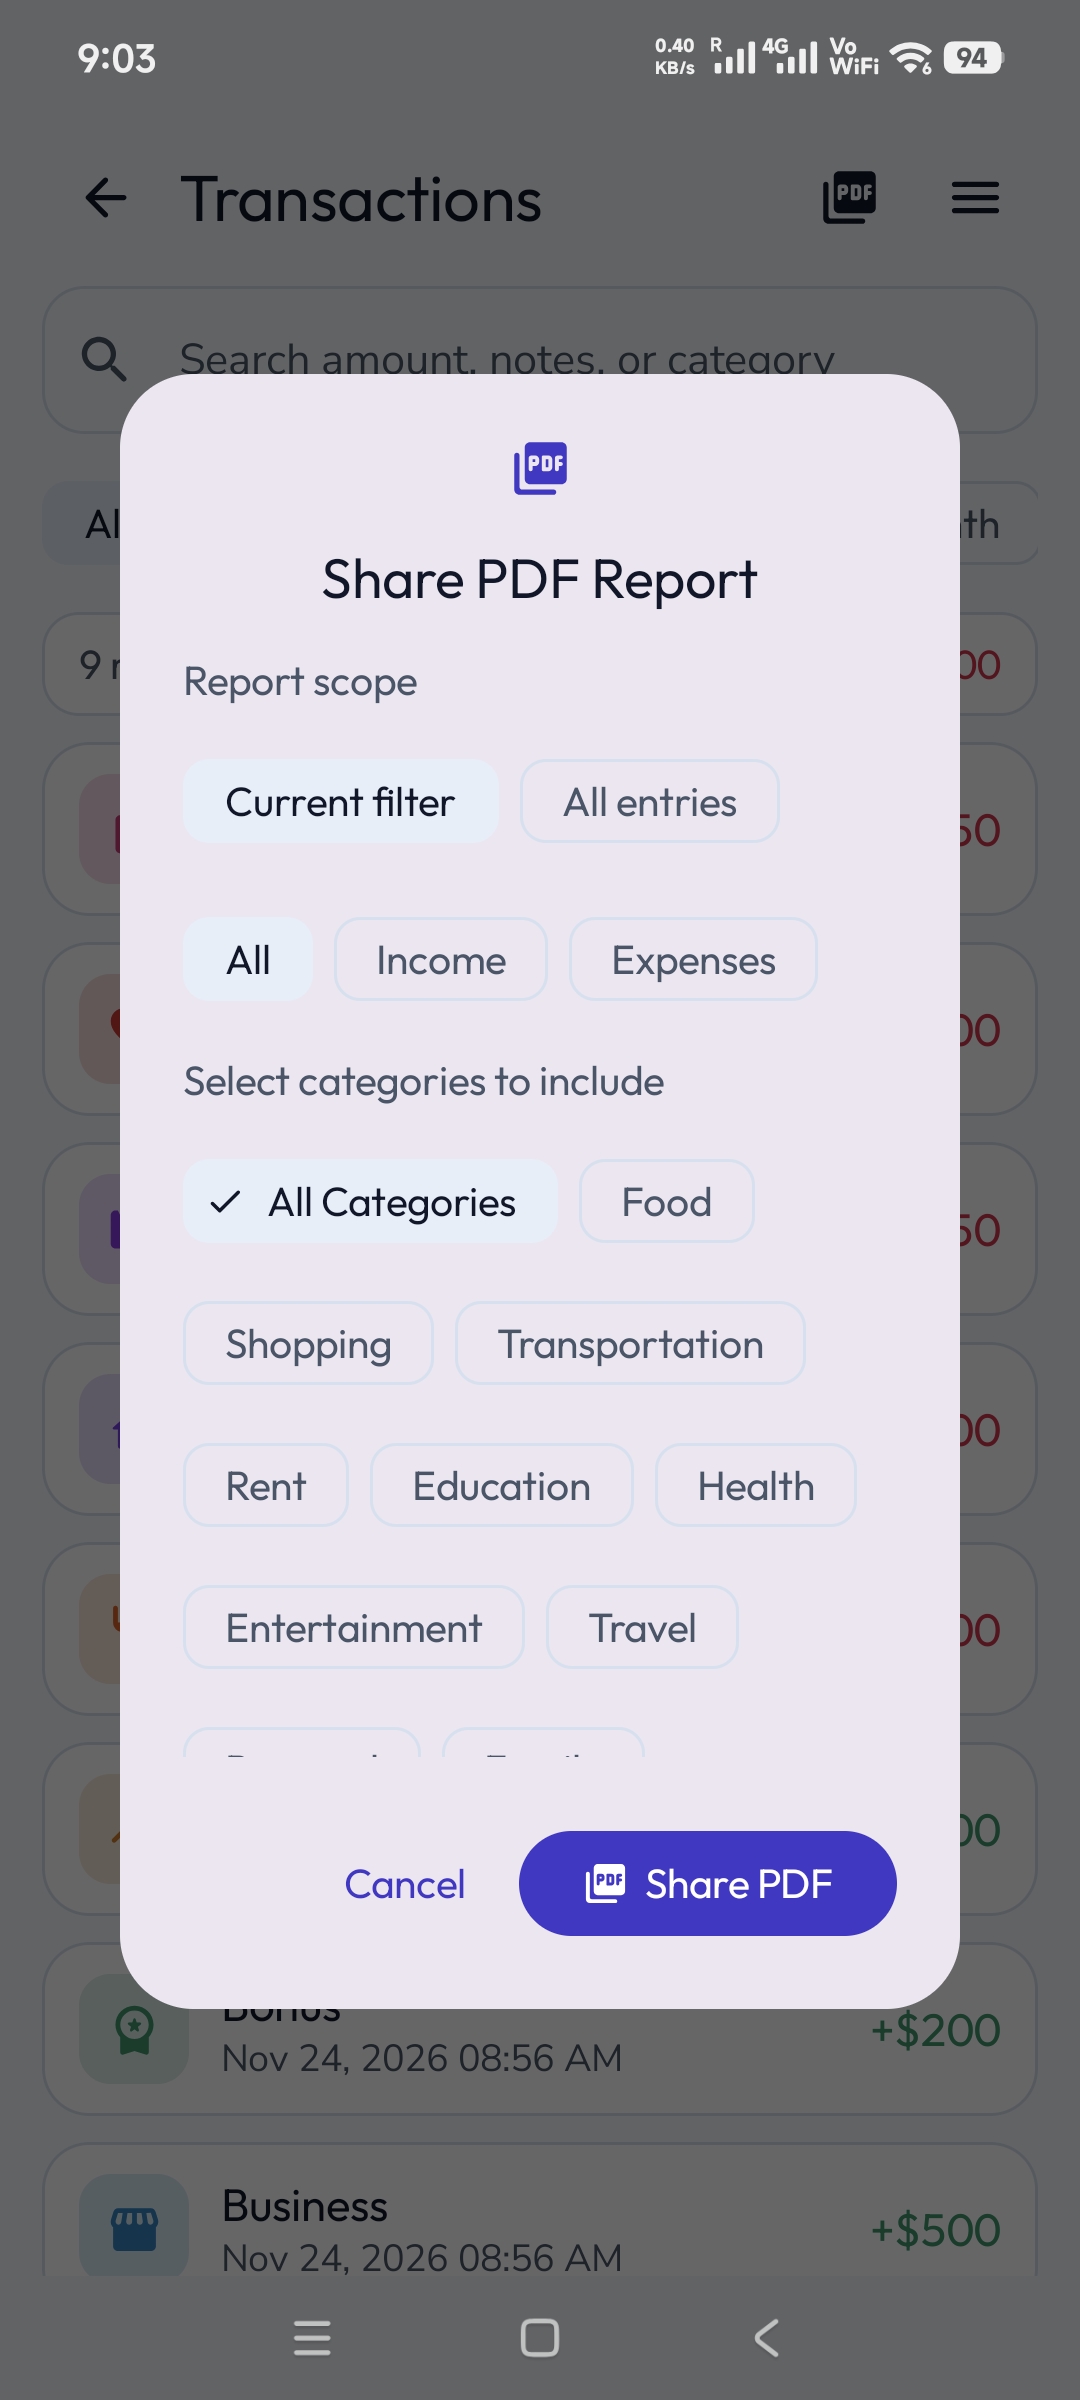 9:03
0.40 KB/s R 4G Vo WiFi 6 94
Transactions
PDF
Search amount, notes, or category
PDF
Share PDF Report
Report scope
Current filter All entries
All Income Expenses
Select categories to include
All Categories Food
Shopping Transportation
Rent Education Health
Entertainment Travel
Cancel PDF Share PDF
Bonus
Nov 24, 2026 08:56 AM
+$200
Business
Nov 24, 2026 08:56 AM
+$500